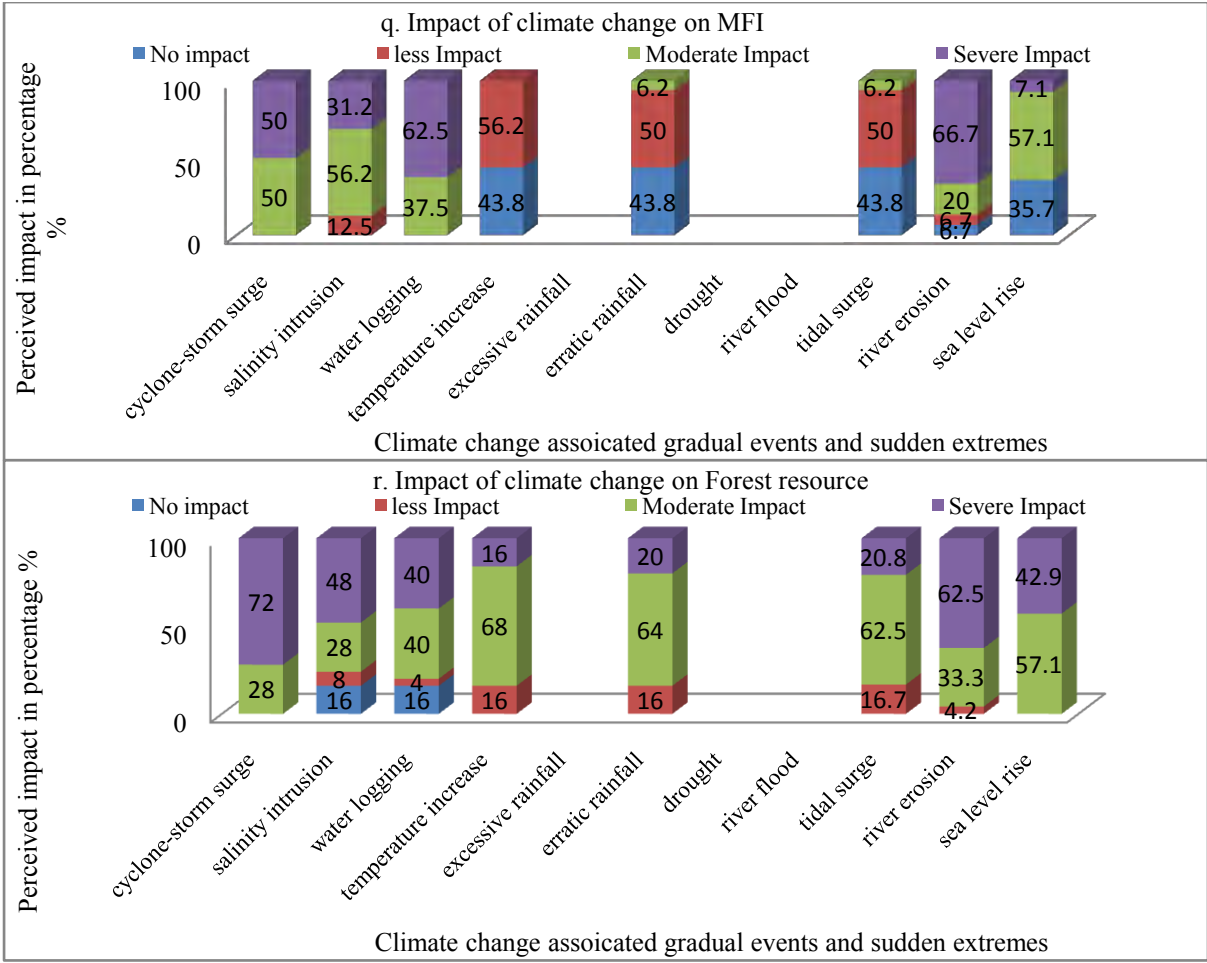 q. Impact of climate change on MFI
No impact less Impact Moderate Impact Severe Impact
Perceived impact in percentage
%
100
50
0
50 31.2 62.5 56.2 6.2 6.2 66.7 7.1
50 56.2 37.5 43.8 50 50 20 57.1
12.5 43.8 43.8 6.7 35.7
6.7
cyclone-storm surge
salinity intrusion
water logging
temperature increase
excessive rainfall
erratic rainfall
drought
river flood
tidal surge
river erosion
sea level rise
Climate change assoicated gradual events and sudden extremes
r. Impact of climate change on Forest resource
No impact less Impact Moderate Impact Severe Impact
Perceived impact in percentage %
100
50
0
72 48 40 16 20 20.8 62.5 42.9
28 28 40 68 64 62.5 33.3 57.1
8 4 16 16 16.7 4.2
16 16
cyclone-storm surge
salinity intrusion
water logging
temperature increase
excessive rainfall
erratic rainfall
drought
river flood
tidal surge
river erosion
sea level rise
Climate change assoicated gradual events and sudden extremes